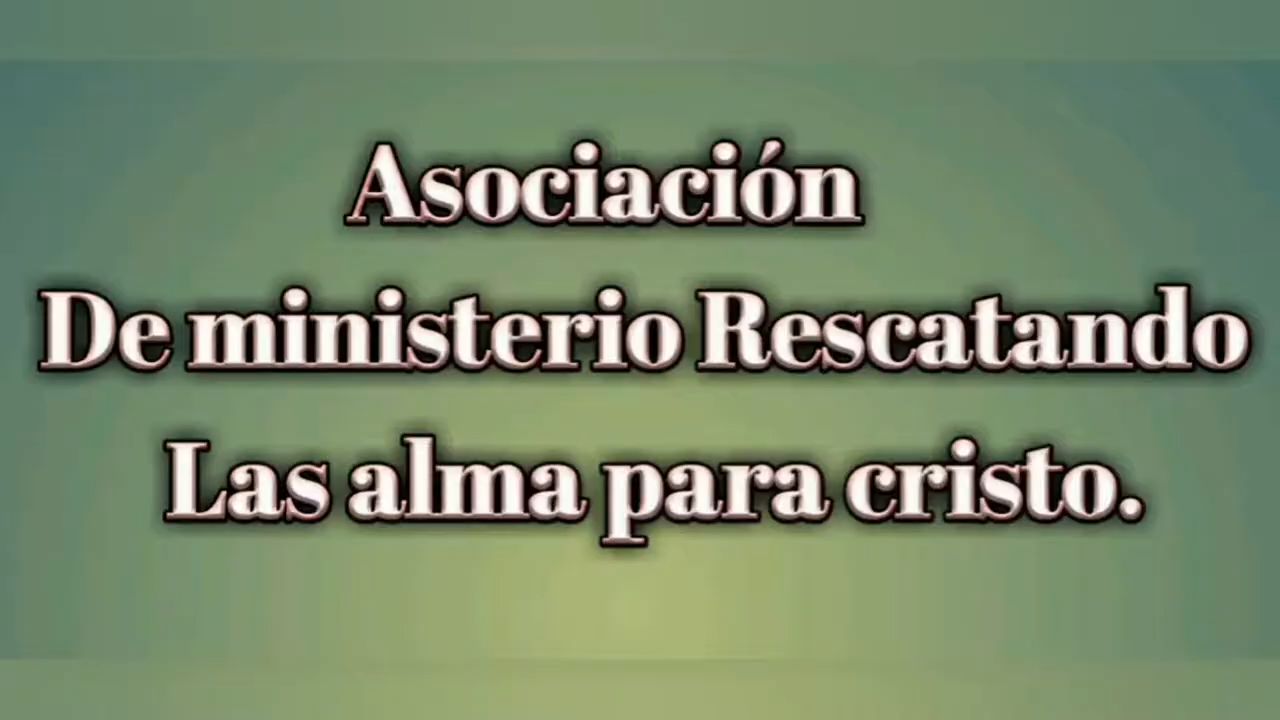 Asociación
De ministerio Rescatando
Las alma para cristo.